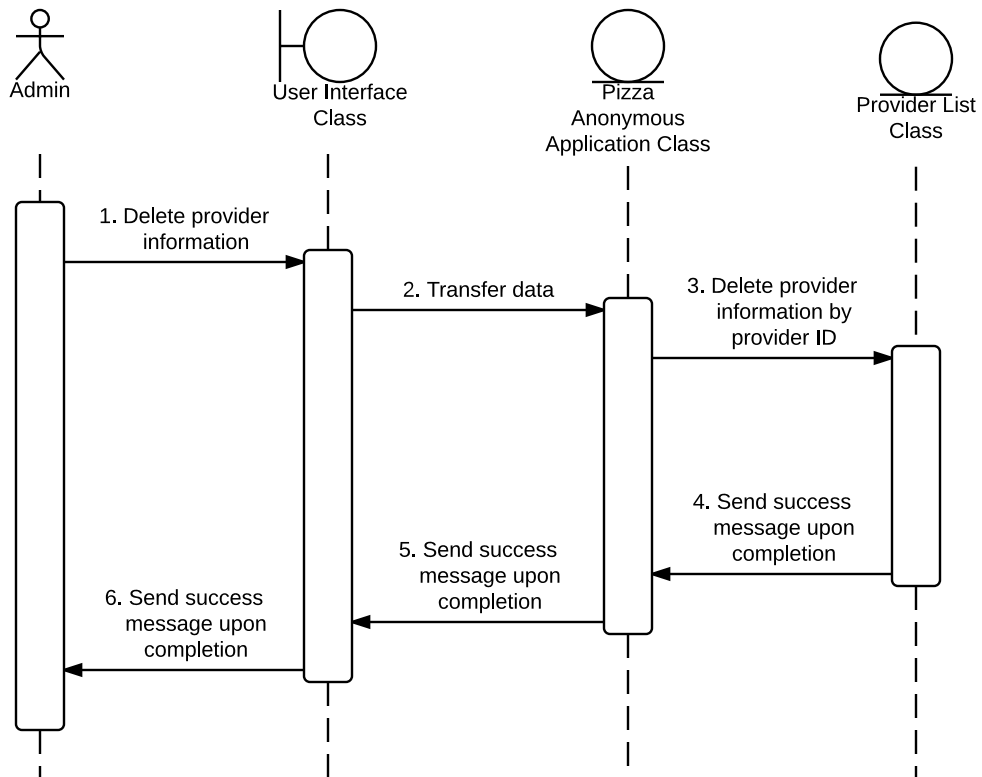 Admin
User Interface
Class
Pizza
Anonymous
Application Class
Provider List
Class
1. Delete provider
information
2. Transfer data
3. Delete provider
information by
provider ID
4. Send success
message upon
completion
5. Send success
message upon
completion
6. Send success
message upon
completion